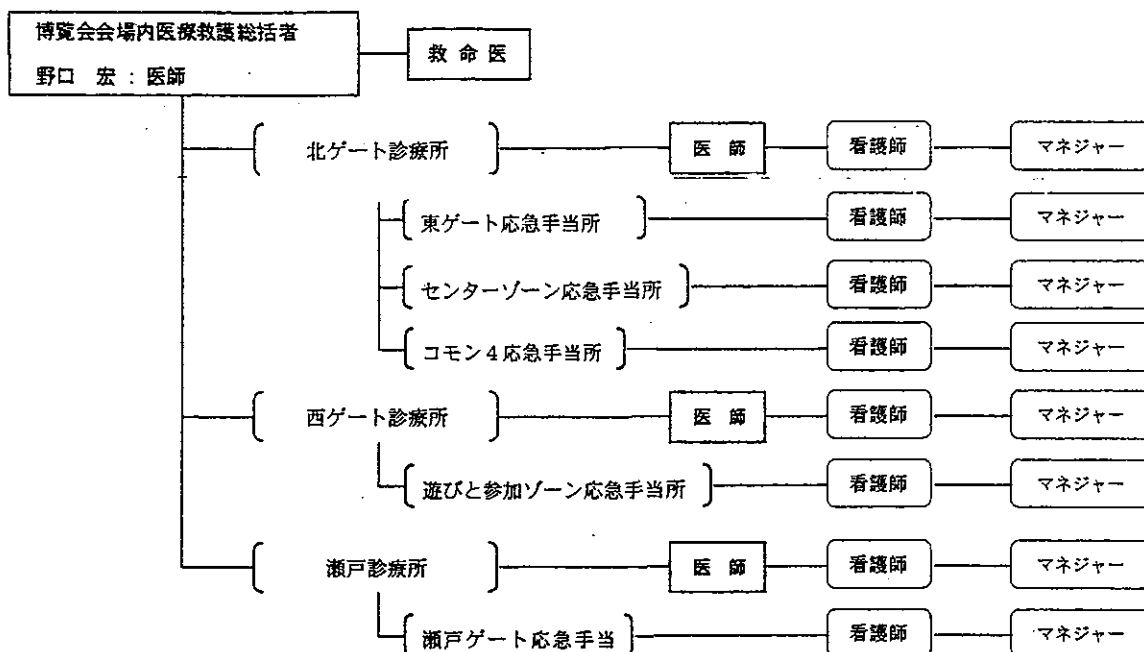 博覧会会場内医療救護総括者
野口 宏 : 医師
救命医
北ゲート診療所 医師 看護師 マネジャー
東ゲート応急手当所 看護師 マネジャー
センターゾーン応急手当所 看護師 マネジャー
コモン4応急手当所 看護師 マネジャー
西ゲート診療所 医師 看護師 マネジャー
遊びと参加ゾーン応急手当所 看護師 マネジャー
瀬戸診療所 医師 看護師 マネジャー
瀬戸ゲート応急手当 看護師 マネジャー